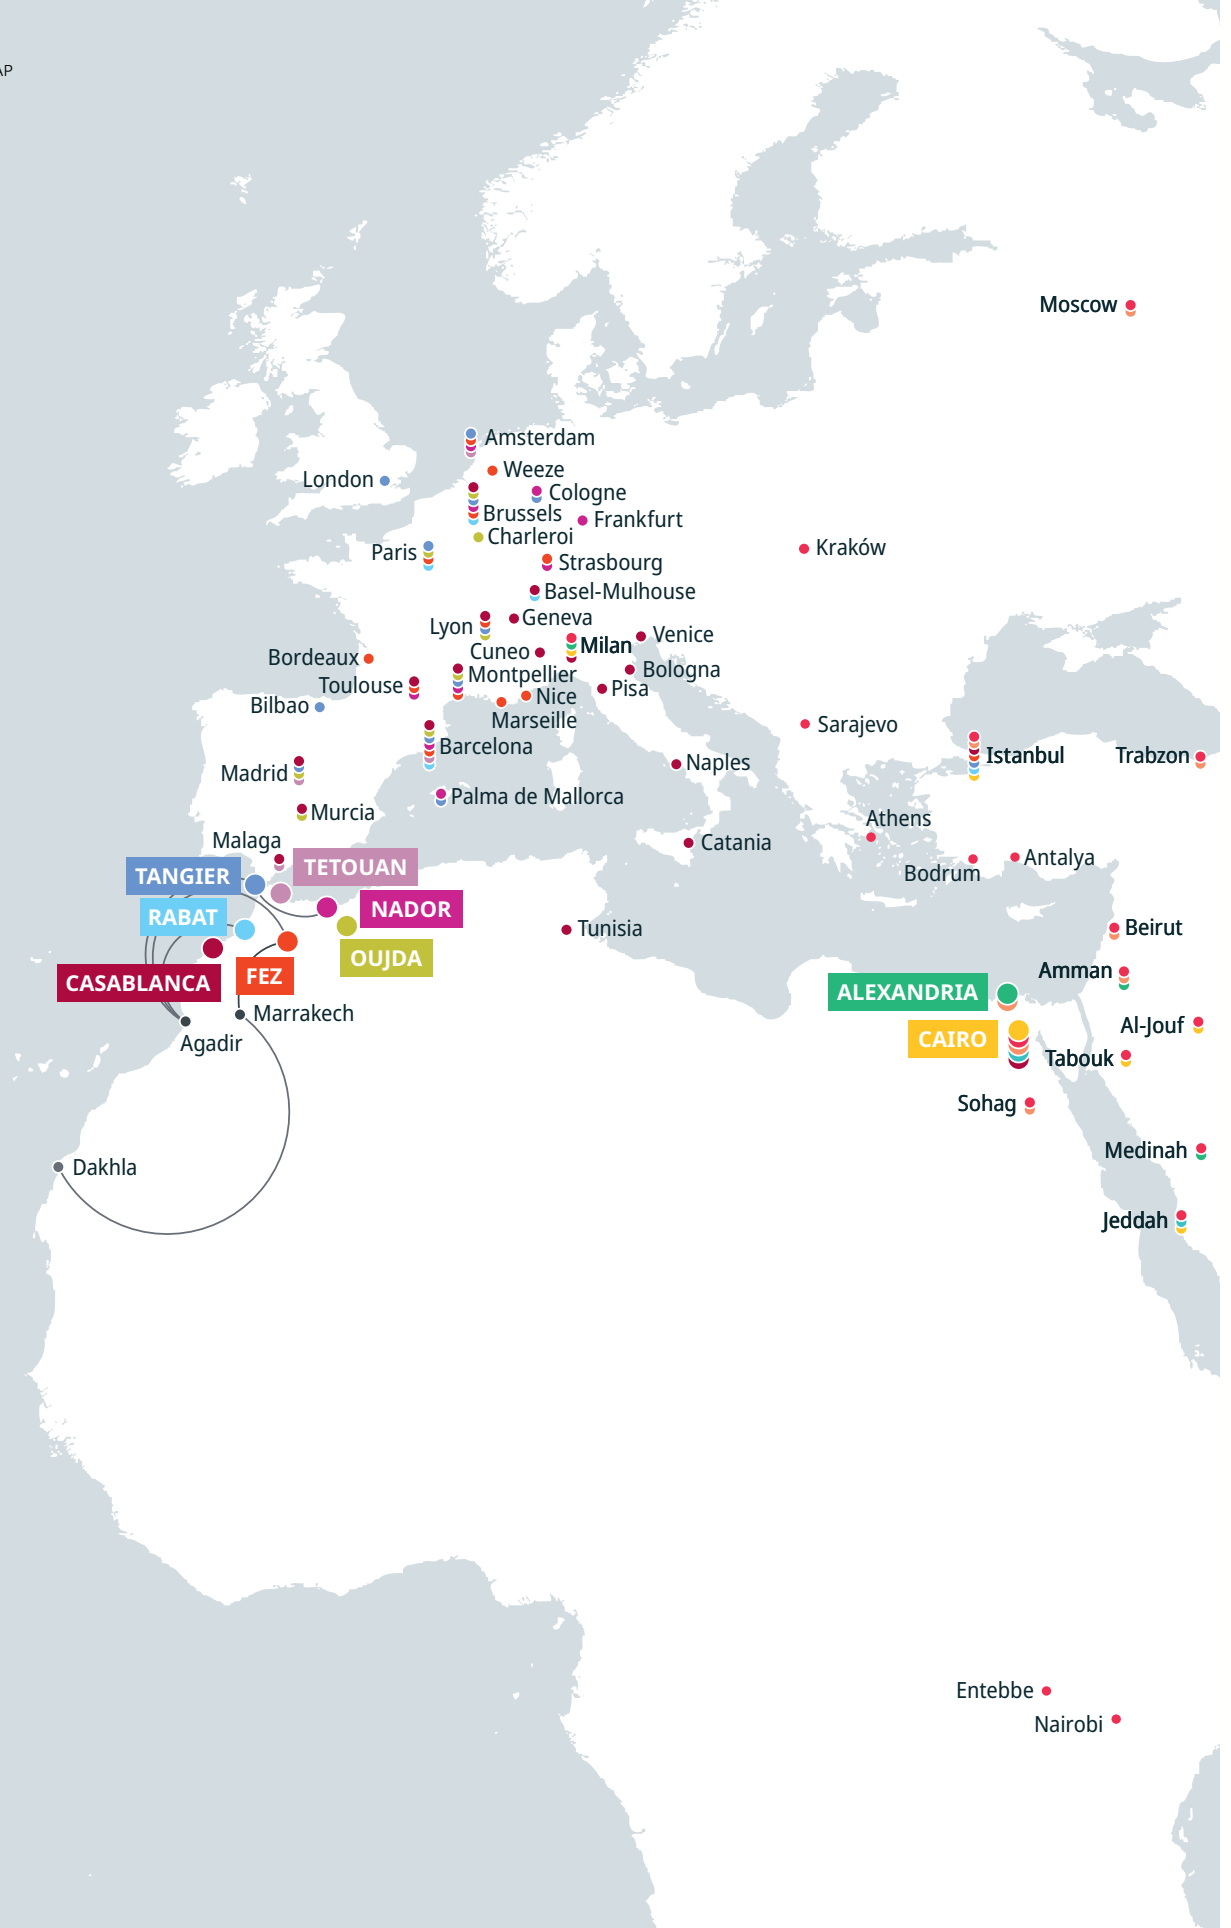 AP
Moscow
Amsterdam
Weeze
London
Cologne
Brussels
Frankfurt
Charleroi
Paris
Kraków
Strasbourg
Basel-Mulhouse
Geneva
Lyon
Venice
Milan
Cuneo
Bordeaux
Bologna
Montpellier
Toulouse
Pisa
Nice
Bilbao
Marseille
Sarajevo
Barcelona
Istanbul
Trabzon
Naples
Madrid
Palma de Mallorca
Murcia
Athens
Malaga
Catania
Antalya
TETOUAN
Bodrum
TANGIER
NADOR
RABAT
Tunisia
Beirut
OUJDA
Amman
FEZ
CASABLANCA
ALEXANDRIA
Marrakech
Al-Jouf
CAIRO
Agadir
Tabouk
Sohag
Medinah
Dakhla
Jeddah
Entebbe
Nairobi